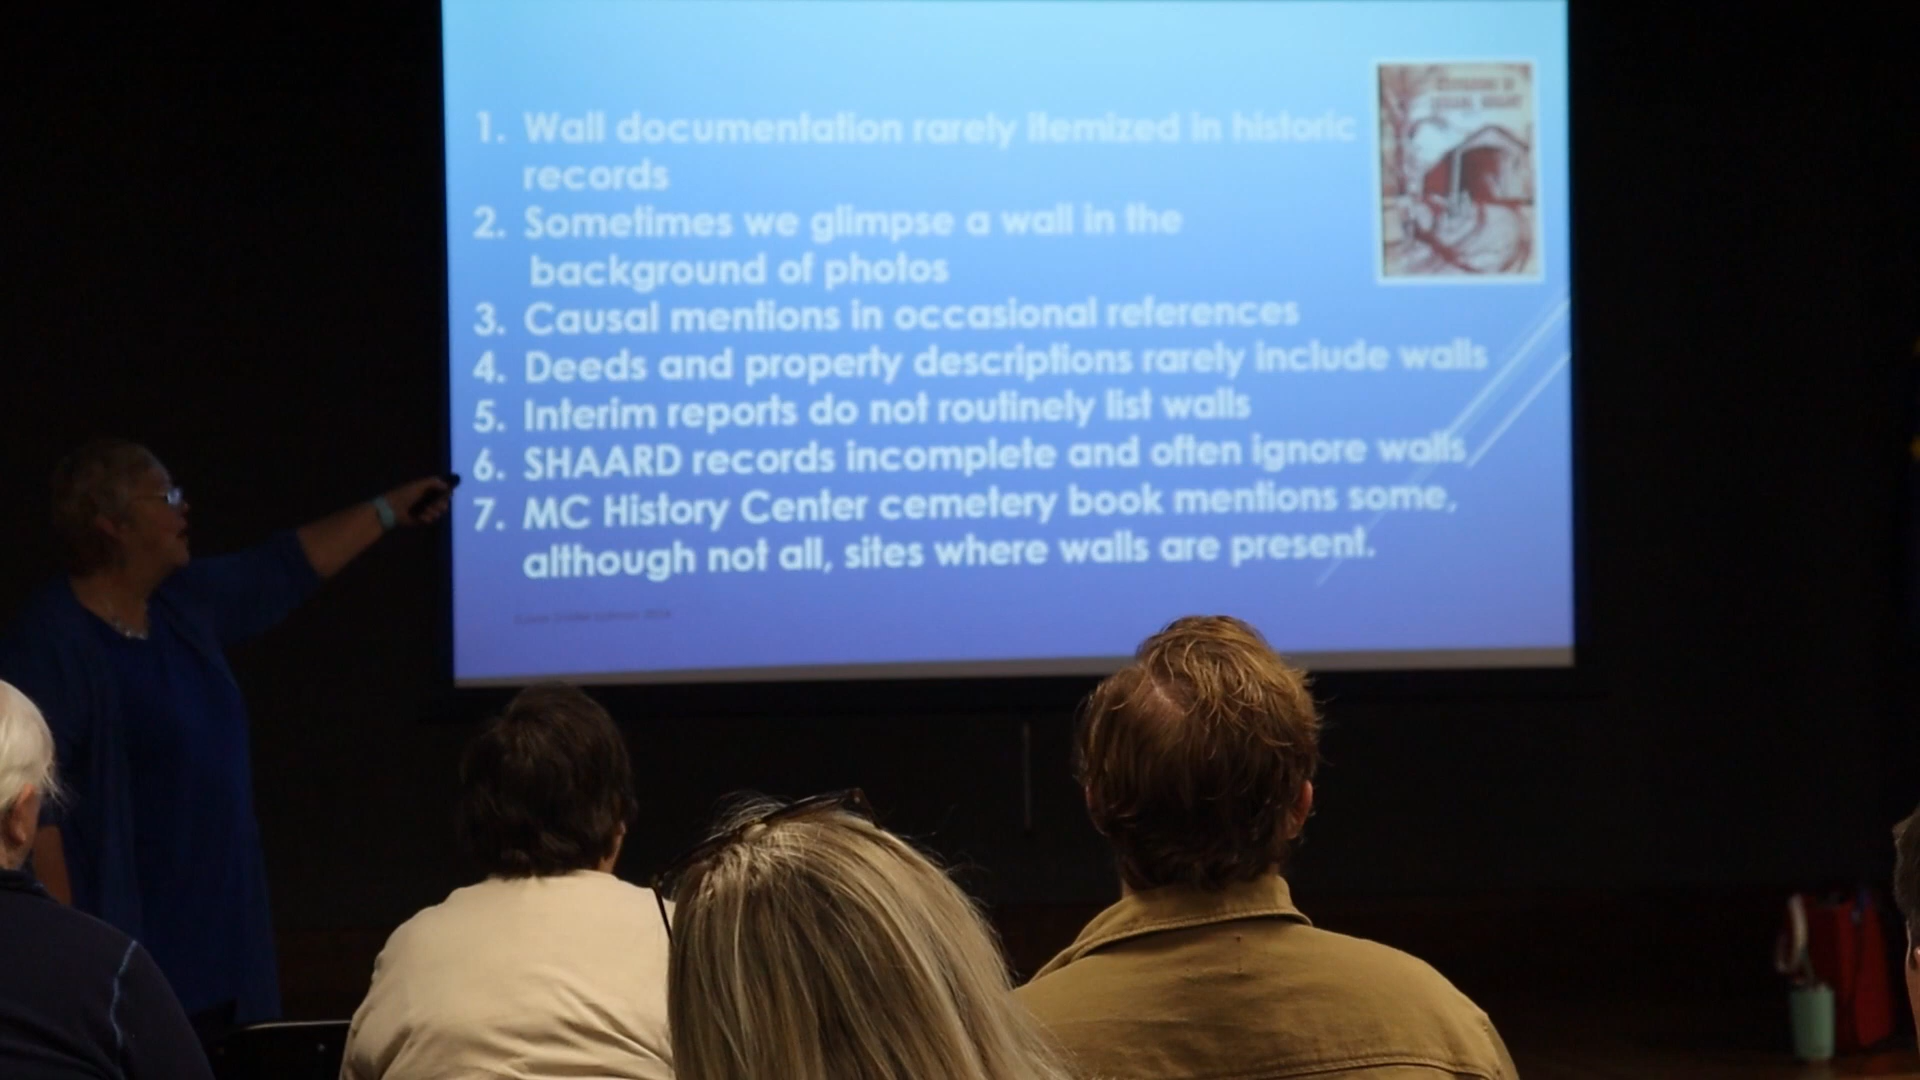 1. Wall documentation rarely itemized in historic
records
2. Sometimes we glimpse a wall in the
background of photos
3. Causal mentions in occasional references
4. Deeds and property descriptions rarely include walls
5. Interim reports do not routinely list walls
6. SHAARD records incomplete and often ignore walls
7. MC History Center cemetery book mentions some,
although not all, sites where walls are present.